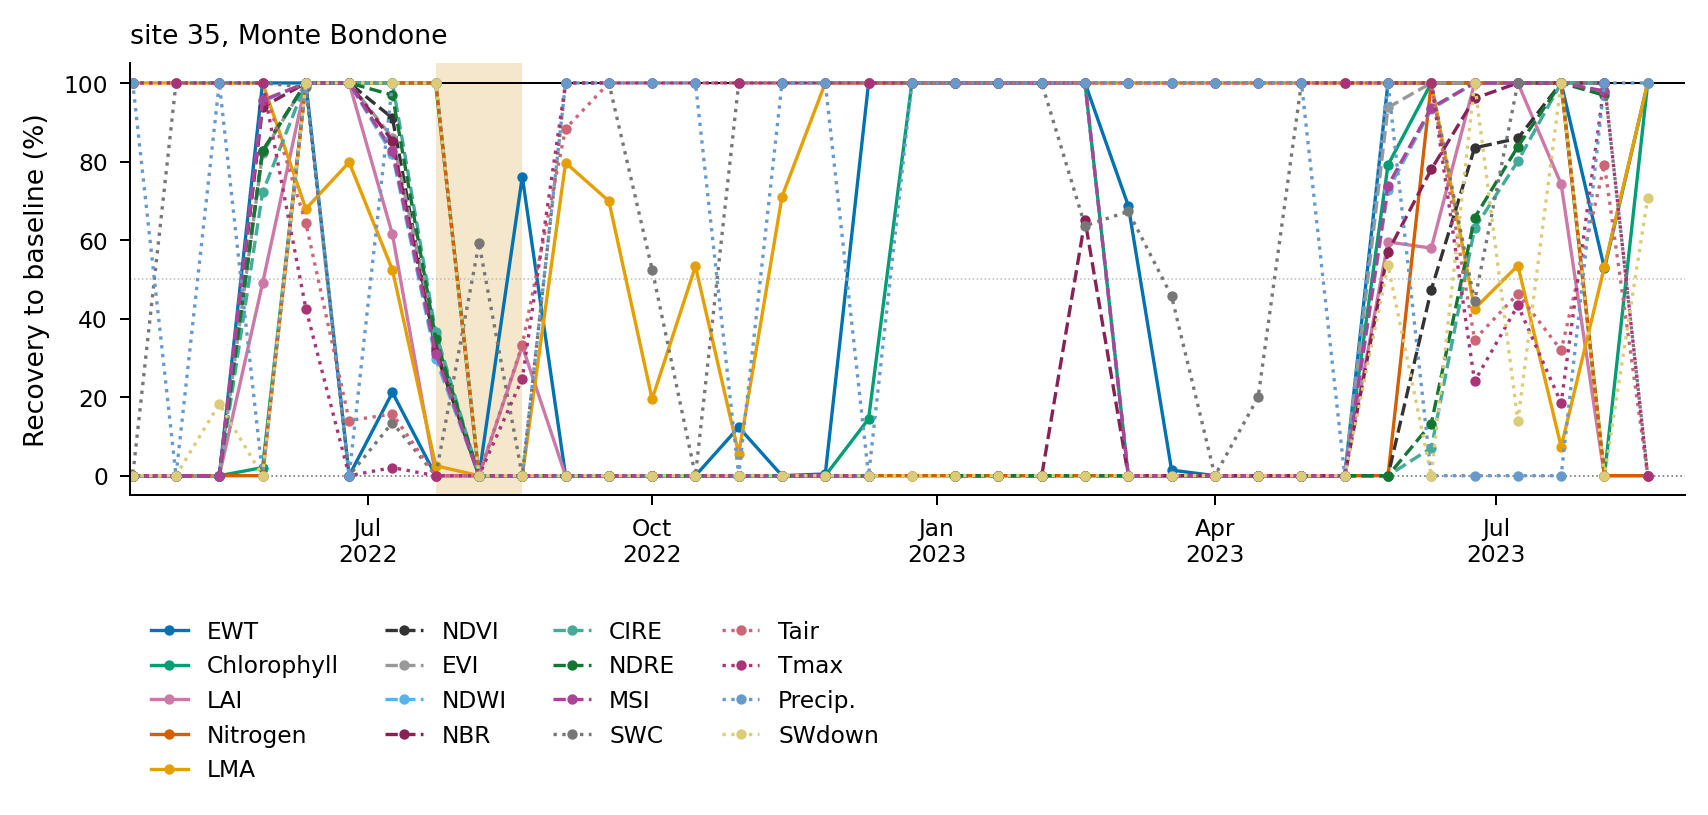 site 35, Monte Bondone
Recovery to baseline (%)
100
80
60
40
20
0
Jul
2022
Oct
2022
Jan
2023
Apr
2023
Jul
2023
EWT
Chlorophyll
LAI
Nitrogen
LMA
NDVI
EVI
NDWI
NBR
CIRE
NDRE
MSI
SWC
Tair
Tmax
Precip.
SWdown